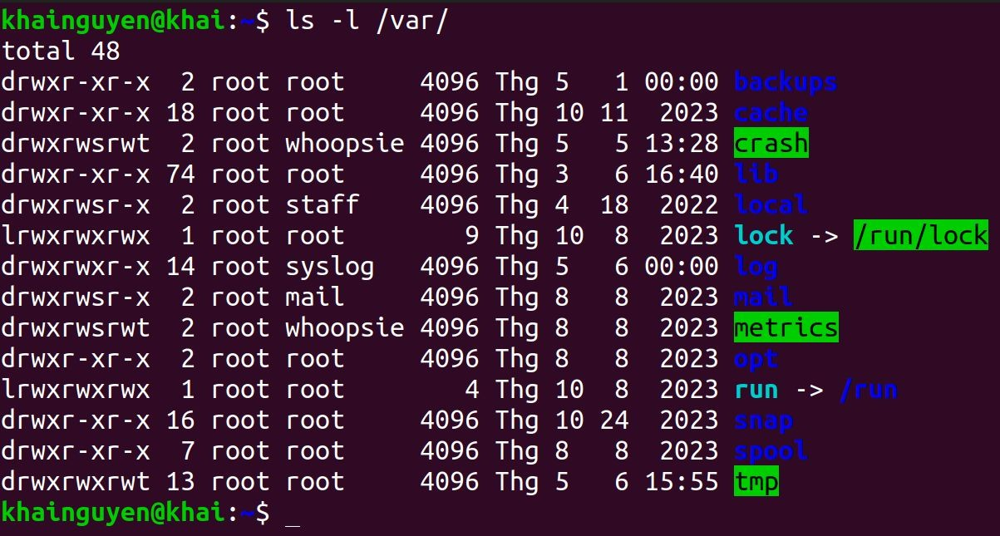 khainguyen@khai:~$ ls -l /var/
total 48
drwxr-xr-x  2 root root     4096 Thg 5   1 00:00 backups
drwxr-xr-x 18 root root     4096 Thg 10 11  2023 cache
drwxrwsrwt  2 root whoopsie 4096 Thg 5   5 13:28 crash
drwxr-xr-x 74 root root     4096 Thg 3   6 16:40 lib
drwxrwsr-x  2 root staff    4096 Thg 4  18  2022 local
lrwxrwxrwx  1 root root        9 Thg 10  8  2023 lock -> /run/lock
drwxrwxr-x 14 root syslog   4096 Thg 5   6 00:00 log
drwxrwsr-x  2 root mail     4096 Thg 8   8  2023 mail
drwxrwsrwt  2 root whoopsie 4096 Thg 8   8  2023 metrics
drwxr-xr-x  2 root root     4096 Thg 8   8  2023 opt
lrwxrwxrwx  1 root root        4 Thg 10  8  2023 run -> /run
drwxr-xr-x 16 root root     4096 Thg 10 24  2023 snap
drwxr-xr-x  7 root root     4096 Thg 8   8  2023 spool
drwxrwxrwt 13 root root     4096 Thg 5   6 15:55 tmp
khainguyen@khai:~$ _